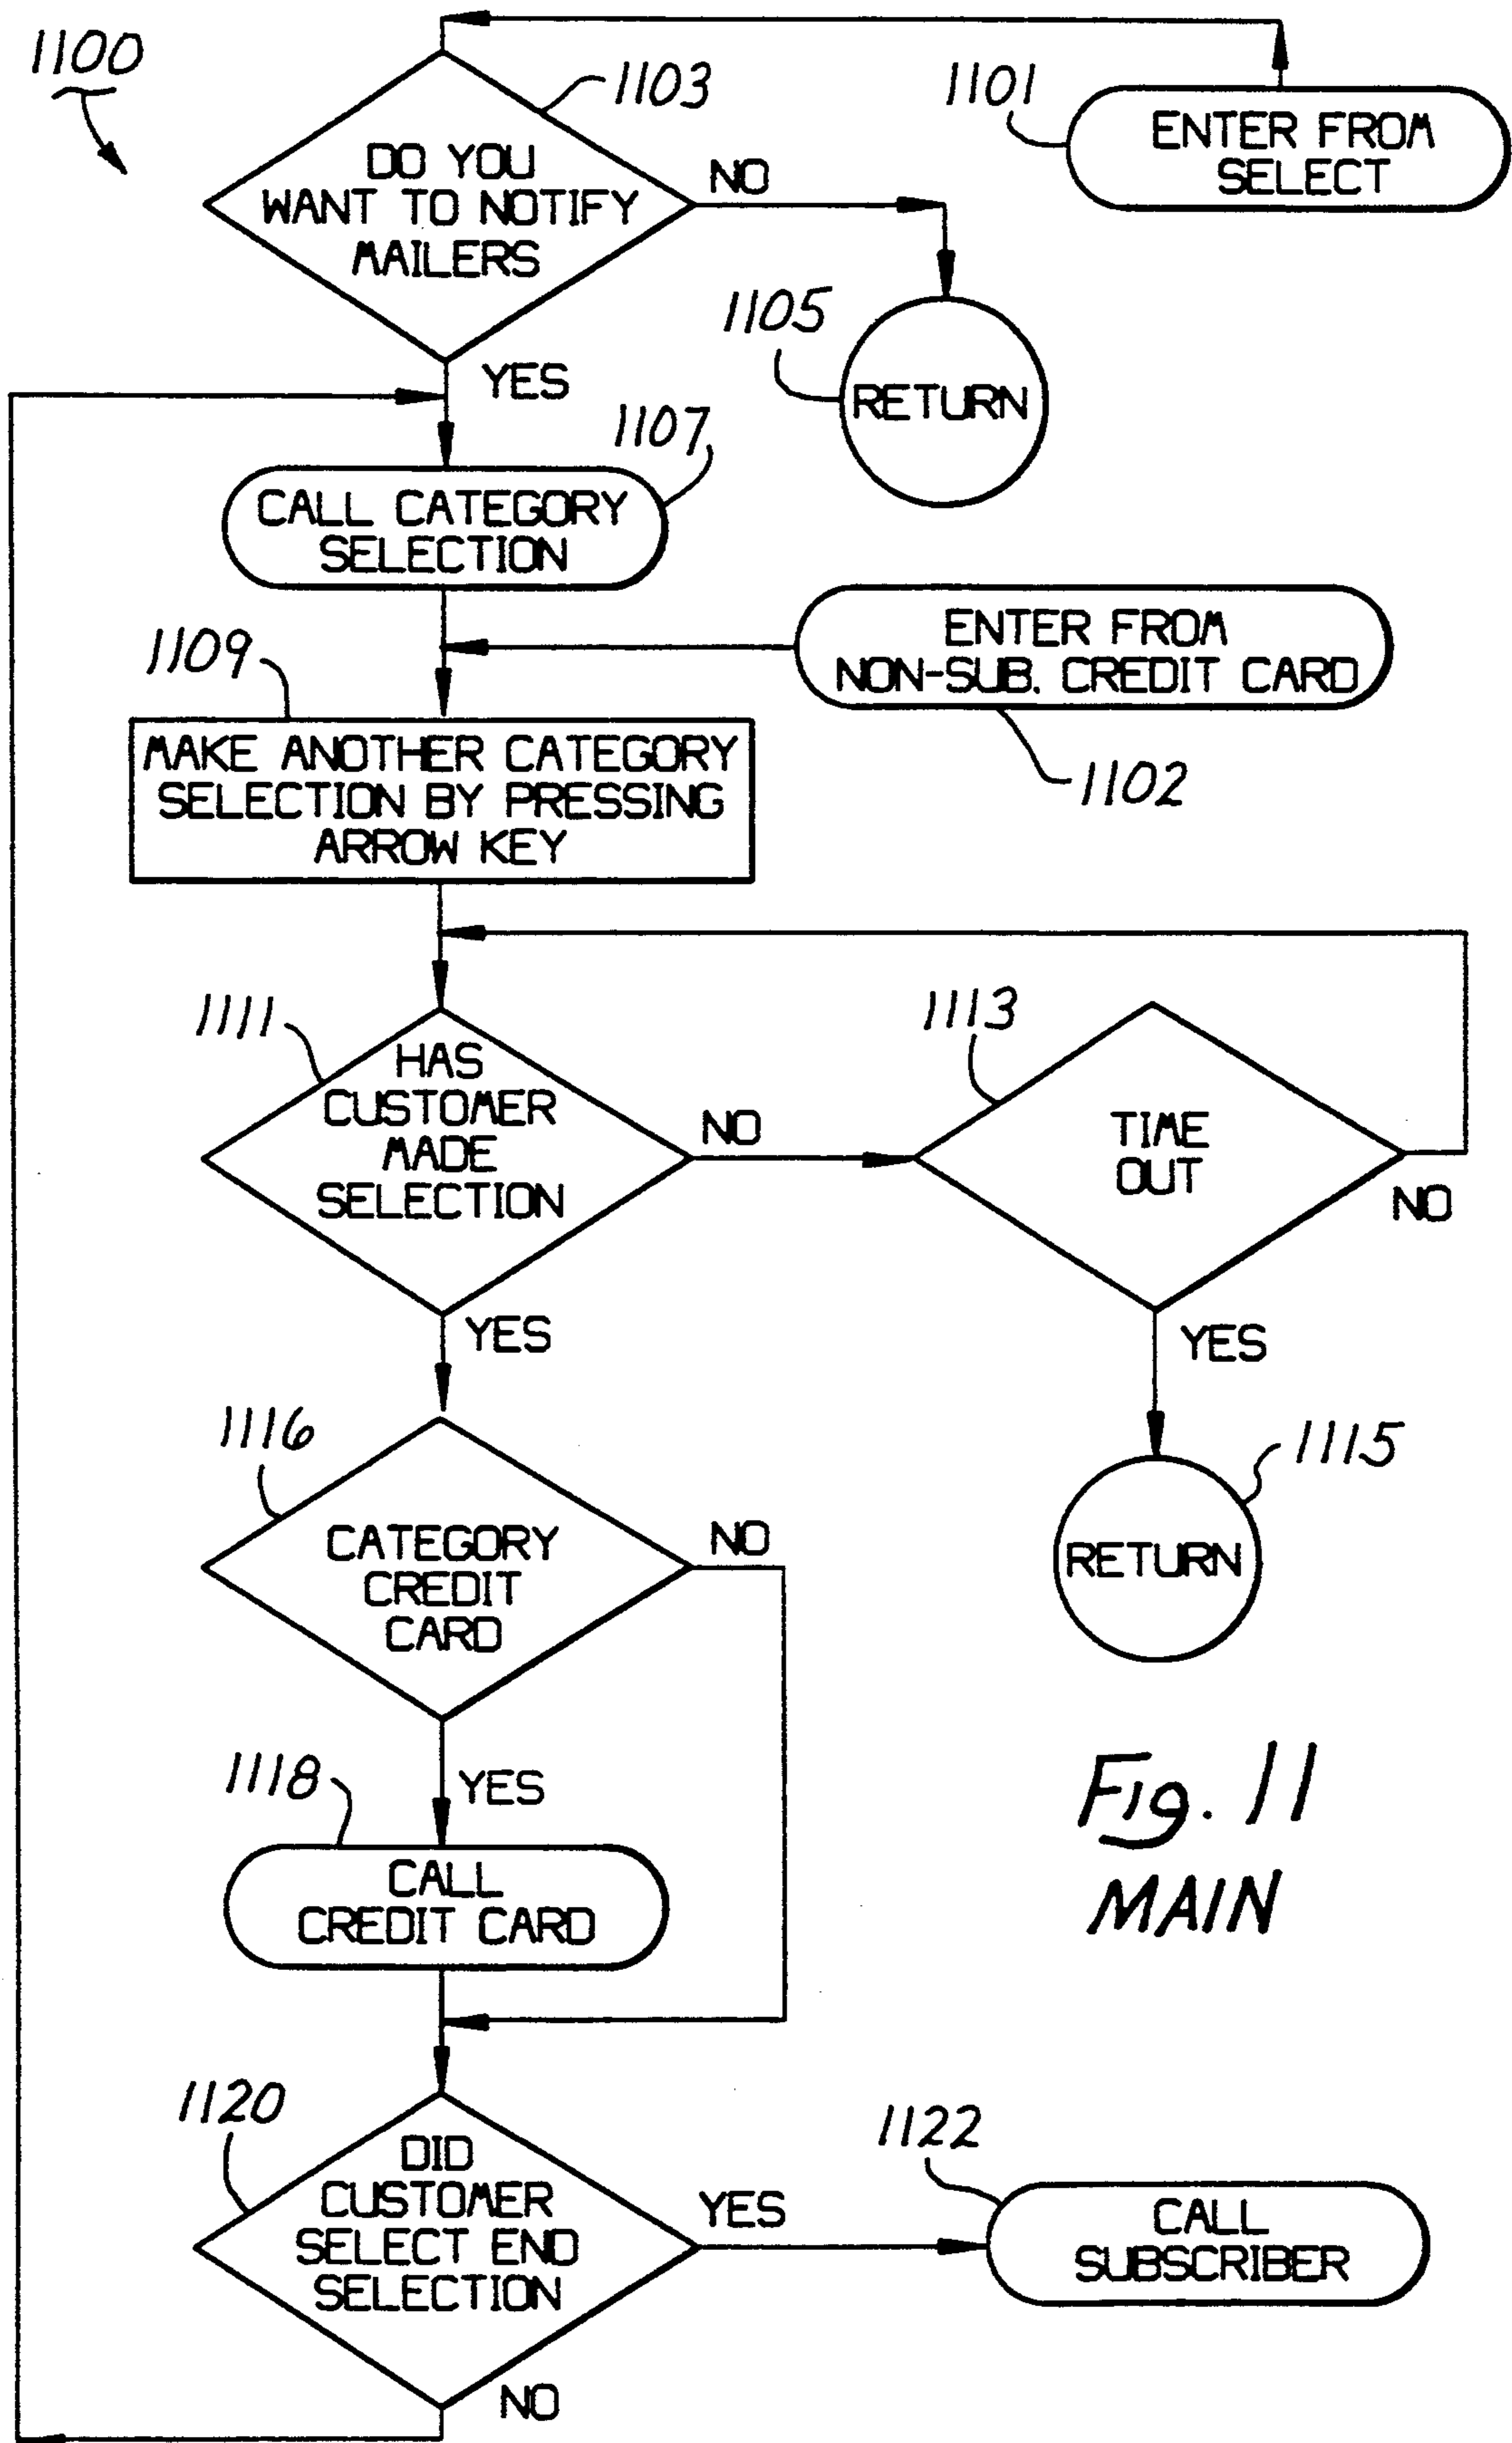 1100
1103
1101
ENTER FROM
SELECT
DO YOU
WANT TO NOTIFY
MAILERS
NO
1105
RETURN
YES
1107
CALL CATEGORY
SELECTION
ENTER FROM
NON-SUB. CREDIT CARD
1102
1109
MAKE ANOTHER CATEGORY
SELECTION BY PRESSING
ARROW KEY
1111
HAS
CUSTOMER
MADE
SELECTION
NO
1113
TIME
OUT
NO
YES
YES
1115
RETURN
1116
CATEGORY
CREDIT
CARD
NO
YES
1118
CALL
CREDIT CARD
Fig. 11
MAIN
1120
DID
CUSTOMER
SELECT END
SELECTION
YES
1122
CALL
SUBSCRIBER
NO